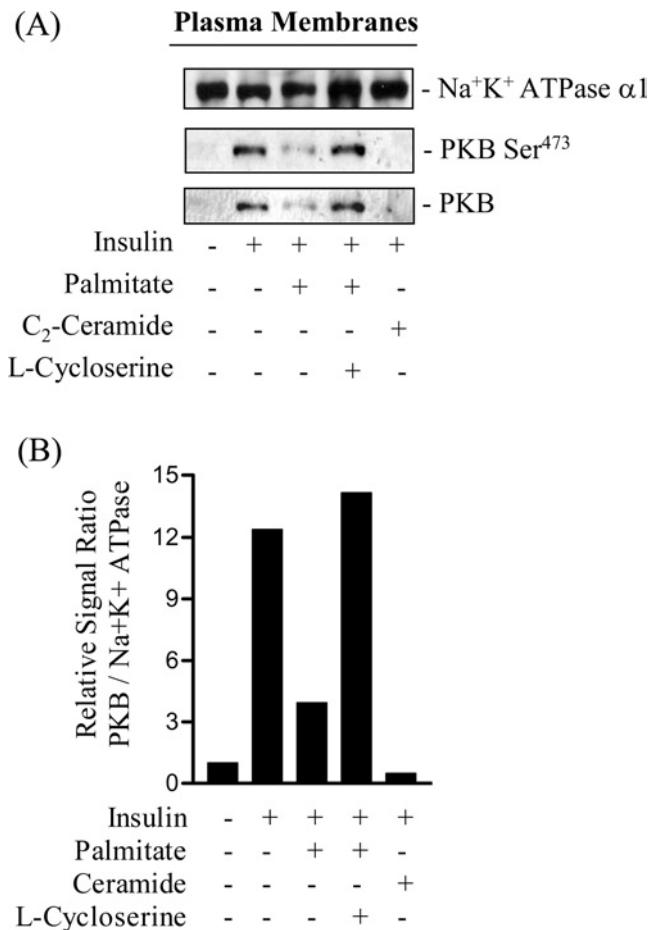 (A)
Plasma Membranes
- Na⁺K⁺ ATPase α1
- PKB Ser⁴⁷³
- PKB
Insulin - + + + +
Palmitate - - + + -
C₂-Ceramide - - - - +
L-Cycloserine - - - + -
(B)
Relative Signal Ratio
PKB / Na+K+ ATPase
15
12
9
6
3
0
Insulin - + + + +
Palmitate - - + + -
Ceramide - - - - +
L-Cycloserine - - - + -